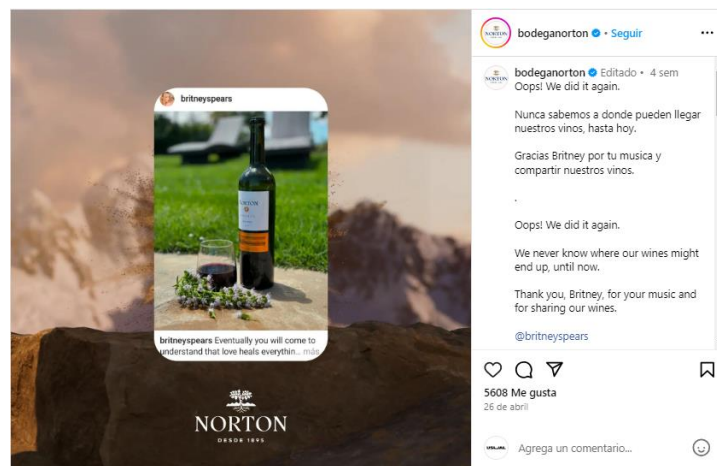 britneyspears
NORTON
britneyspears Eventually you will come to
understand that love heals everythin... más
NORTON
DESDE 1895
NORTON
bodeganorton • Seguir
NORTON
bodeganorton Editado • 4 sem
Oops! We did it again.
Nunca sabemos a donde pueden llegar
nuestros vinos, hasta hoy.
Gracias Britney por tu musica y
compartir nuestros vinos.
.
Oops! We did it again.
We never know where our wines might
end up, until now.
Thank you, Britney, for your music and
for sharing our wines.
@britneyspears
5608 Me gusta
26 de abril
Agrega un comentario...